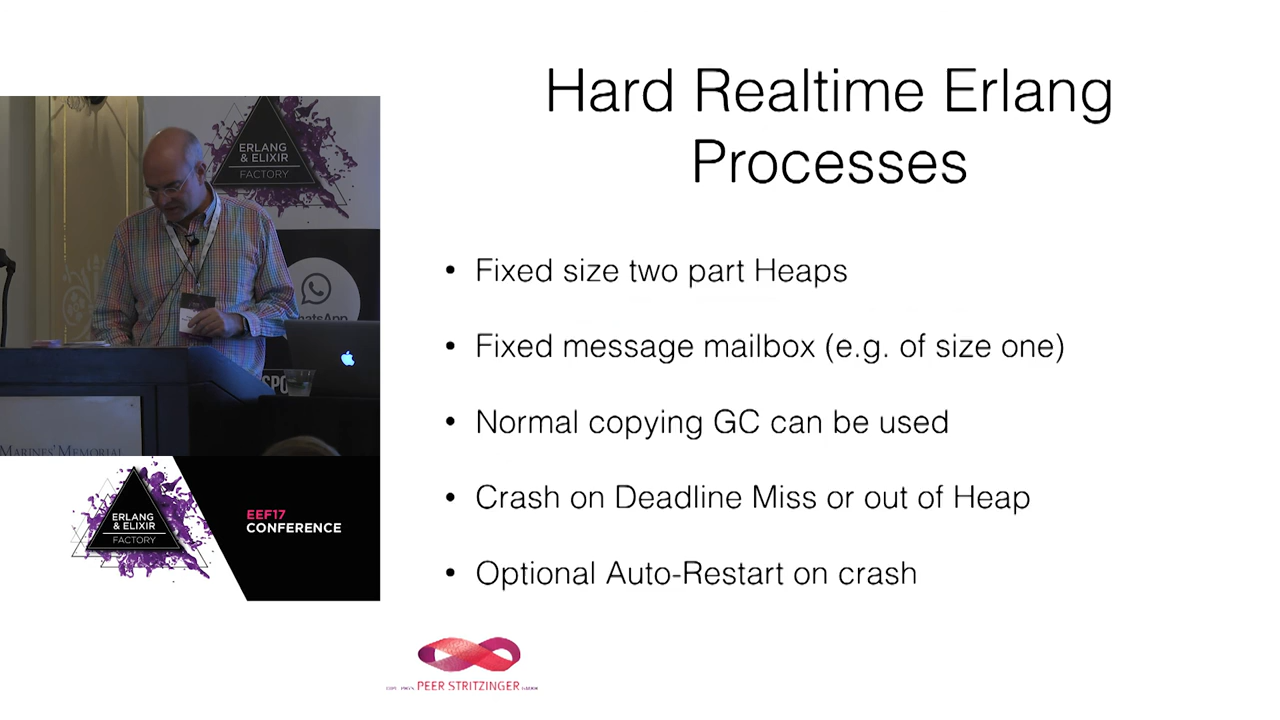 Hard Realtime Erlang
Processes
• Fixed size two part Heaps
• Fixed message mailbox (e.g. of size one)
• Normal copying GC can be used
• Crash on Deadline Miss or out of Heap
• Optional Auto-Restart on crash
ERLANG
& ELIXIR
FACTORY
MARINES' MEMORIAL
ERLANG
& ELIXIR
FACTORY
EEF17
CONFERENCE
PEER STRITZINGER